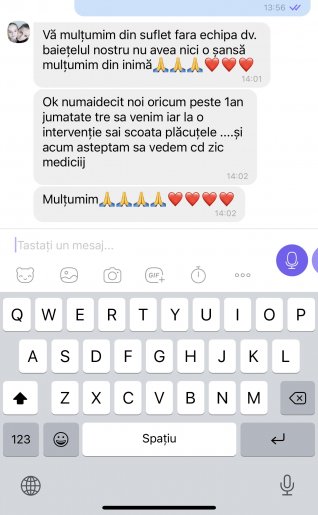 13:56
Vă mulțumim din suflet fara echipa dv.
baiețelul nostru nu avea nici o șansă
mulțumim din inimă🙏🙏🙏❤️❤️❤️
14:01
Ok numaidecit noi oricum peste 1an
jumatate tre sa venim iar la o
intervenție sai scoata plăcuțele ....și
acum asteptam sa vedem cd zic
mediciij
14:02
Mulțumim🙏🙏🙏🙏❤️❤️❤️❤️
14:02
Tastați un mesaj...
GIF+
Q W E R T Y U I O P
A S D F G H J K L
Z X C V B N M
123 Spațiu